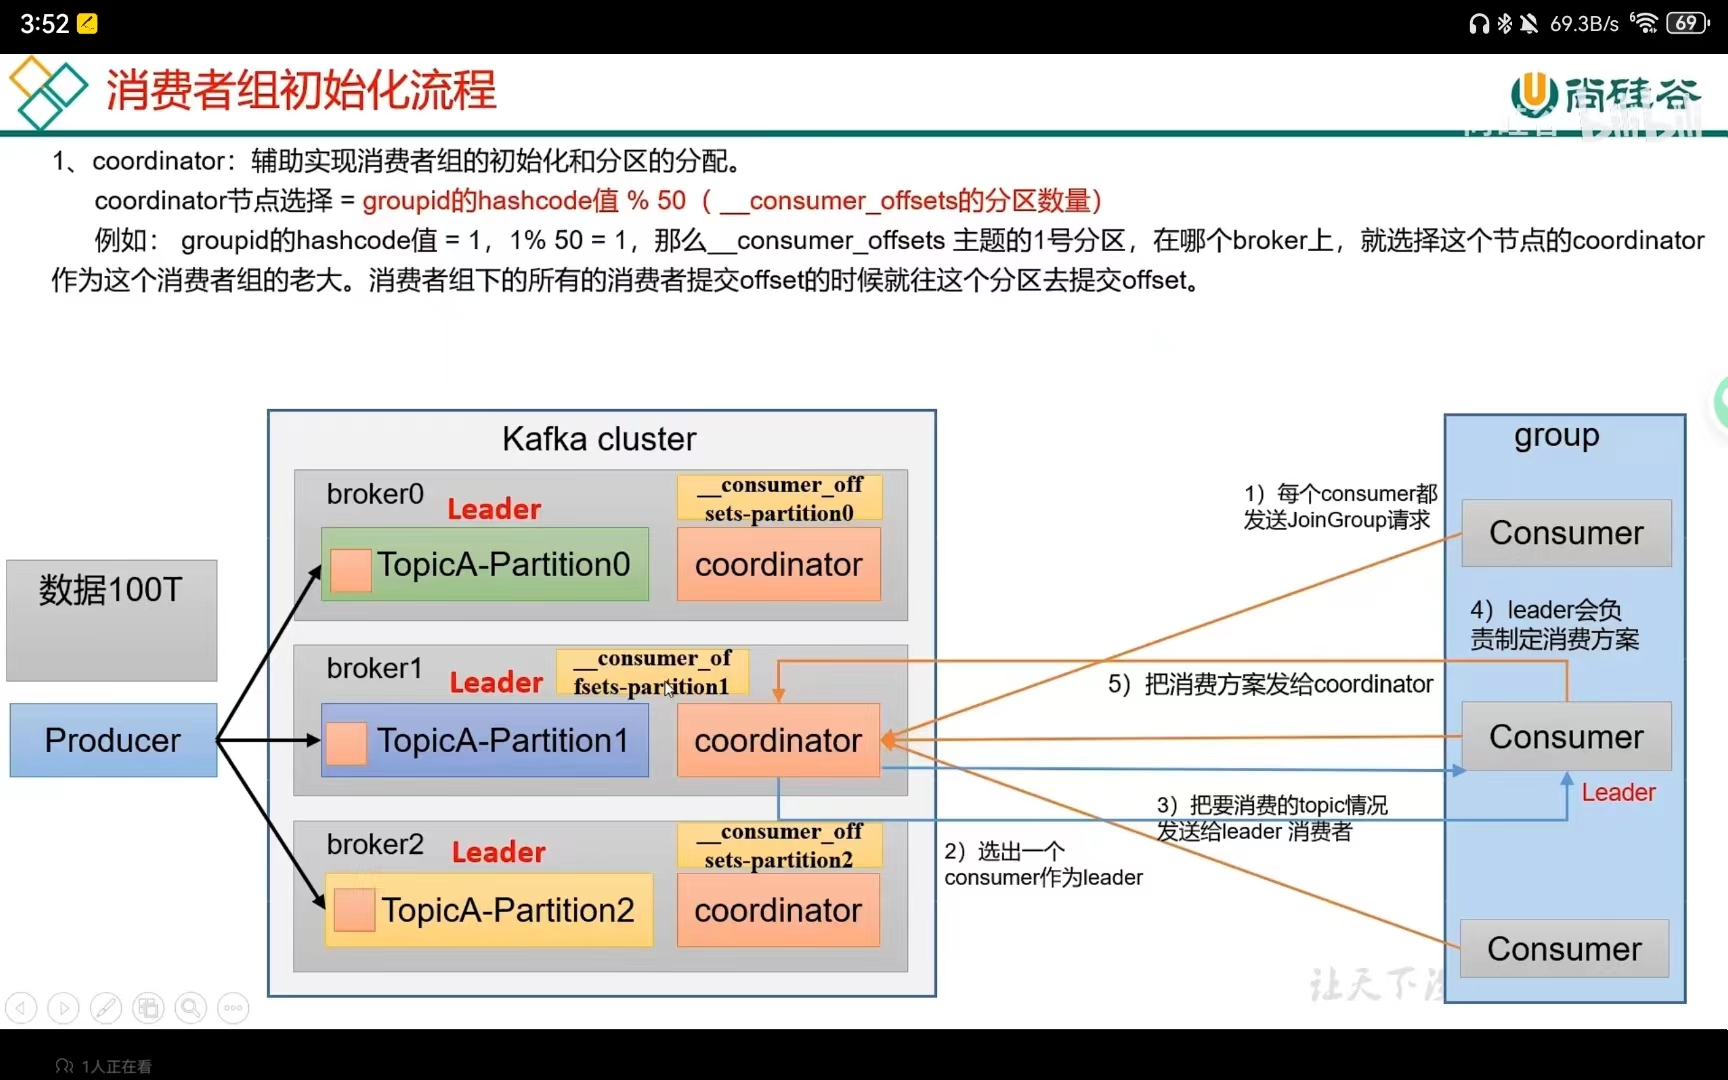 3:52
69.3B/s
6
69
消费者组初始化流程
尚硅谷
1、coordinator：辅助实现消费者组的初始化和分区的分配。
coordinator节点选择 = groupid的hashcode值 % 50（ __consumer_offsets的分区数量）
例如： groupid的hashcode值 = 1，1% 50 = 1，那么__consumer_offsets 主题的1号分区，在哪个broker上，就选择这个节点的coordinator
作为这个消费者组的老大。消费者组下的所有的消费者提交offset的时候就往这个分区去提交offset。
数据100T
Producer
Kafka cluster
broker0
Leader
__consumer_off
sets-partition0
TopicA-Partition0
coordinator
broker1
Leader
__consumer_of
fsets-partition1
TopicA-Partition1
coordinator
broker2
Leader
__consumer_off
sets-partition2
TopicA-Partition2
coordinator
1）每个consumer都
发送JoinGroup请求
5）把消费方案发给coordinator
3）把要消费的topic情况
发送给leader 消费者
2）选出一个
consumer作为leader
group
Consumer
4）leader会负
责制定消费方案
Consumer
Leader
Consumer
让天下
1人正在看